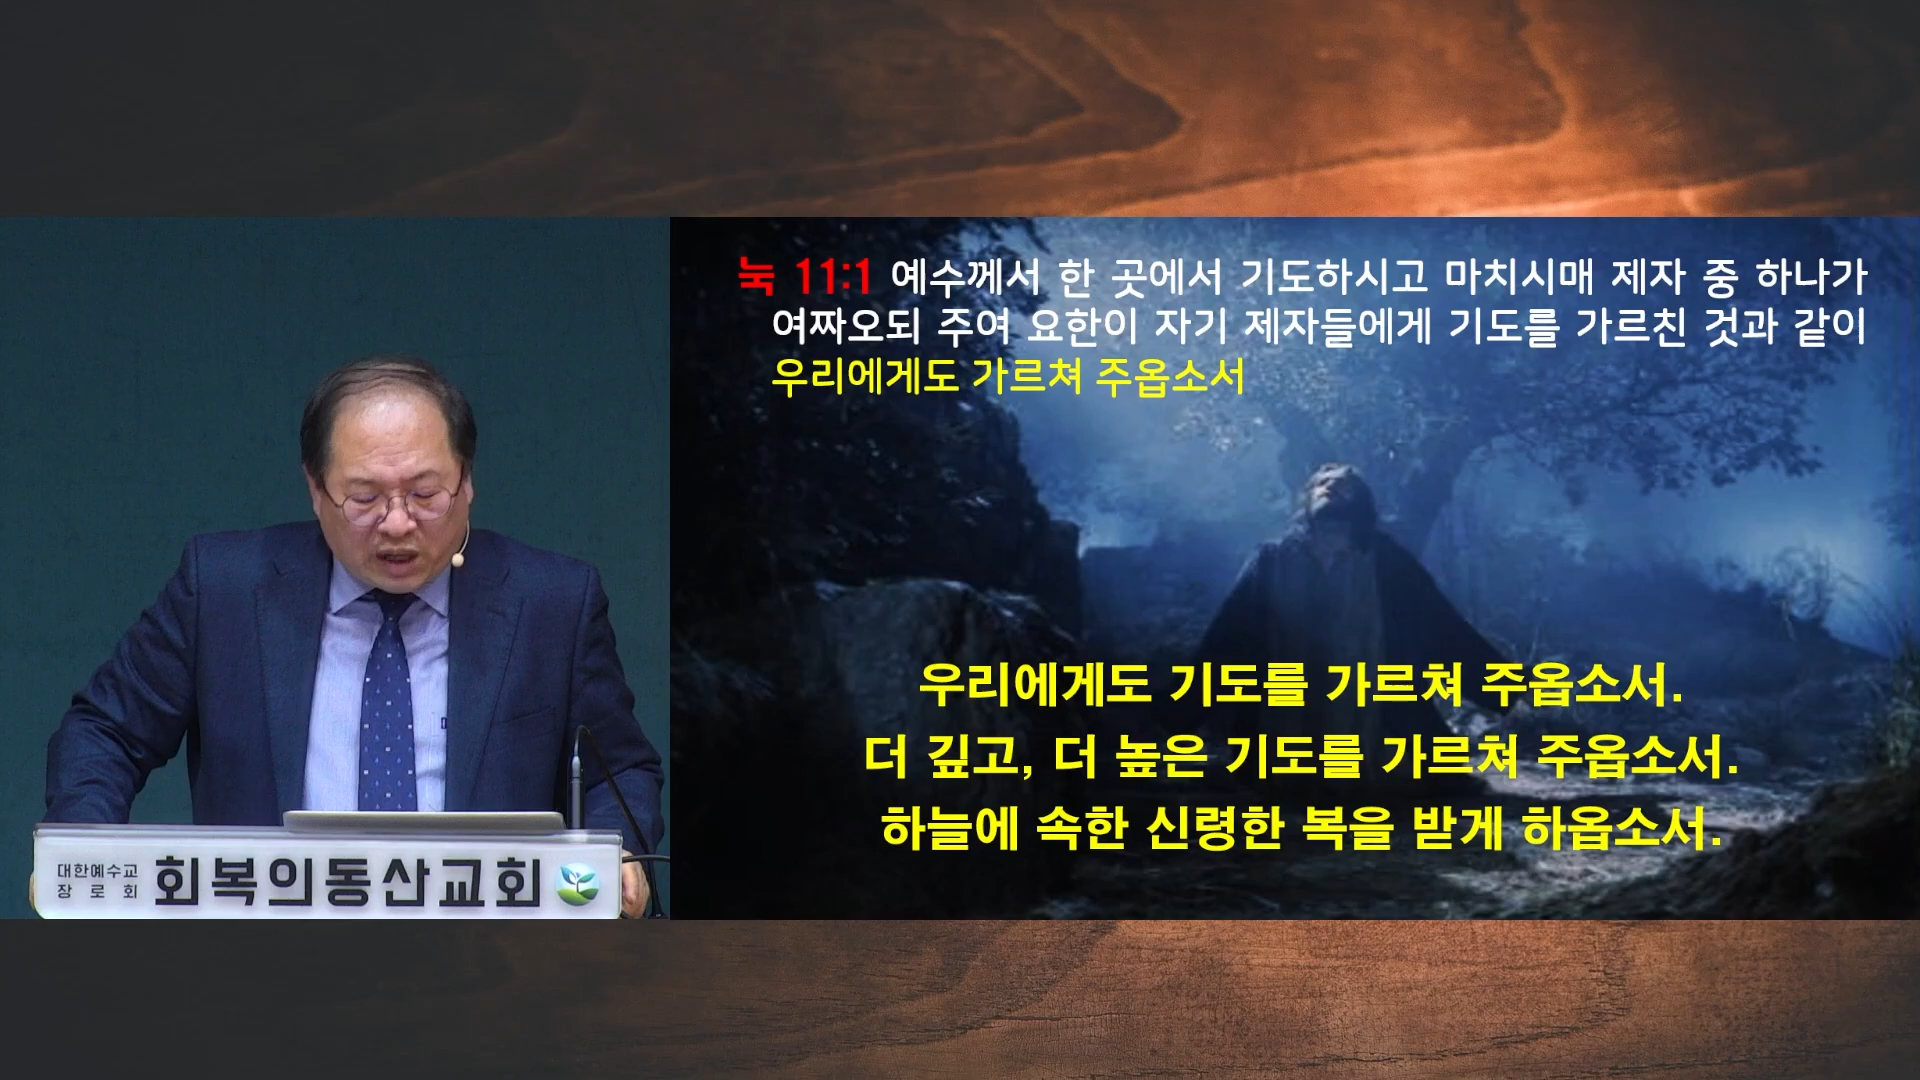 눅 11:1 예수께서 한 곳에서 기도하시고 마치시매 제자 중 하나가
여짜오되 주여 요한이 자기 제자들에게 기도를 가르친 것과 같이
우리에게도 가르쳐 주옵소서
우리에게도 기도를 가르쳐 주옵소서.
더 깊고, 더 높은 기도를 가르쳐 주옵소서.
하늘에 속한 신령한 복을 받게 하옵소서.
대한예수교
장로회
회복의동산교회